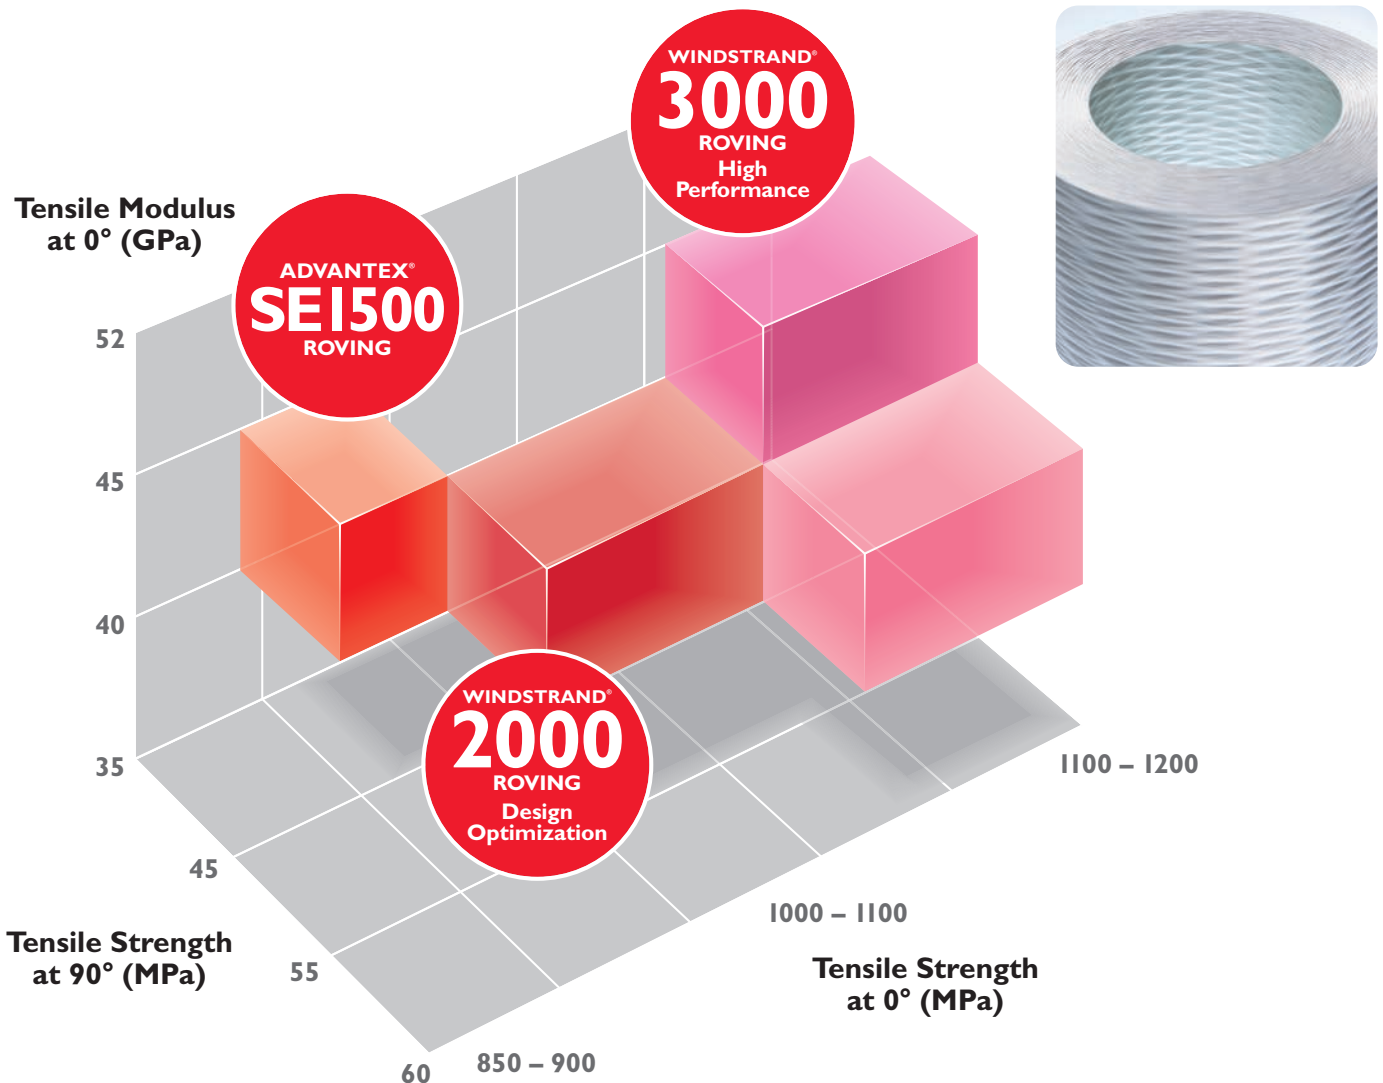 WINDSTRAND®
3000
ROVING
High
Performance
Tensile Modulus
at 0° (GPa)
ADVANTEX®
SE1500
ROVING
52
45
40
35
WINDSTRAND®
2000
ROVING
Design
Optimization
1100 – 1200
45
1000 – 1100
Tensile Strength
at 90° (MPa)
55
Tensile Strength
at 0° (MPa)
60
850 – 900